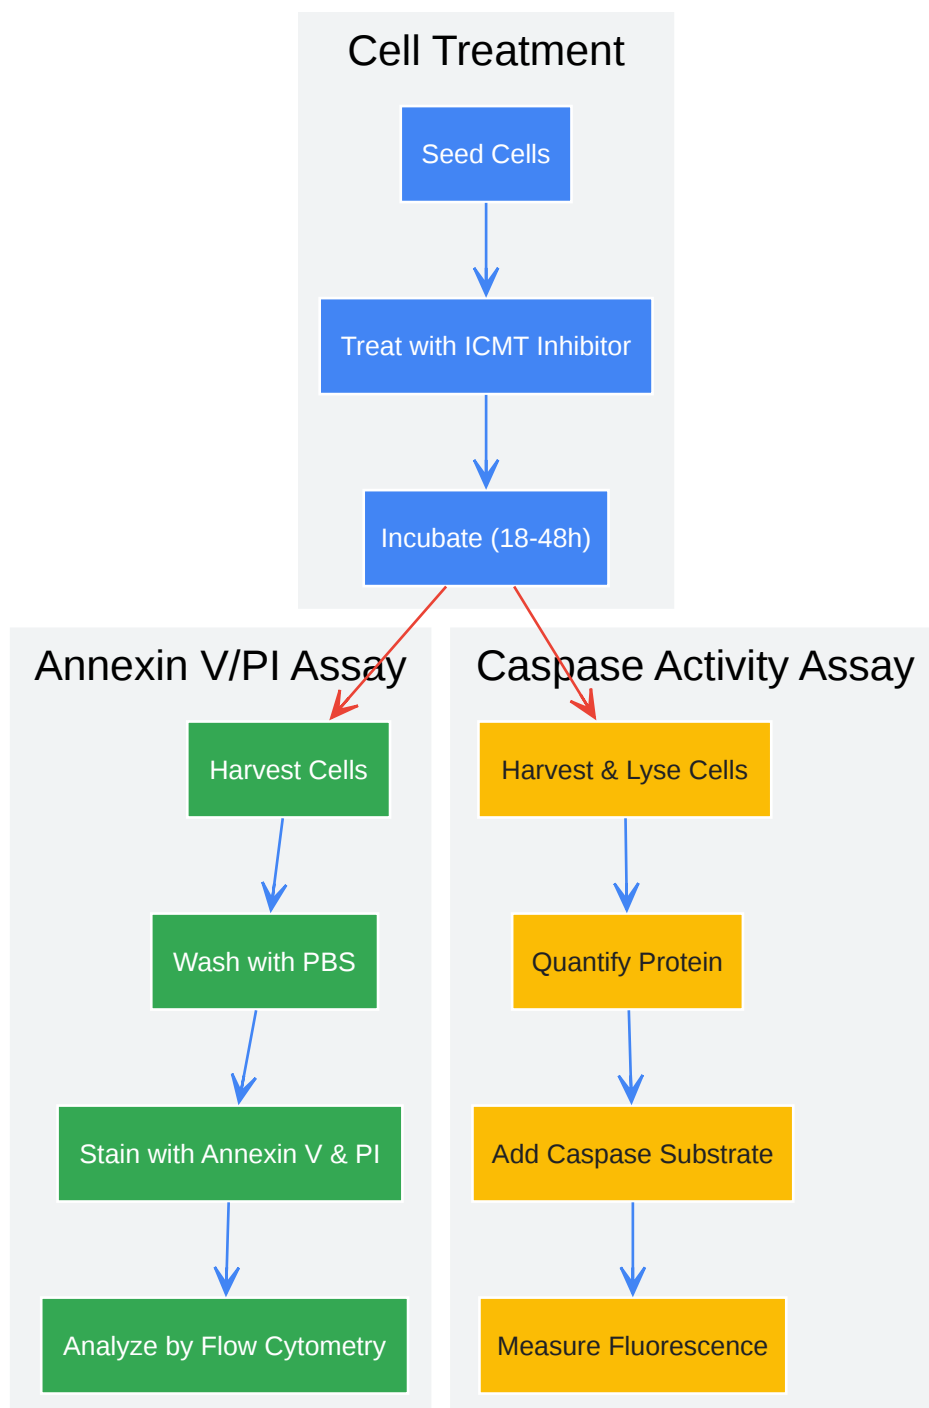 Cell Treatment
Seed Cells
Treat with ICMT Inhibitor
Incubate (18-48h)
Annexin V/PI Assay
Harvest Cells
Wash with PBS
Stain with Annexin V & PI
Analyze by Flow Cytometry
Caspase Activity Assay
Harvest & Lyse Cells
Quantify Protein
Add Caspase Substrate
Measure Fluorescence